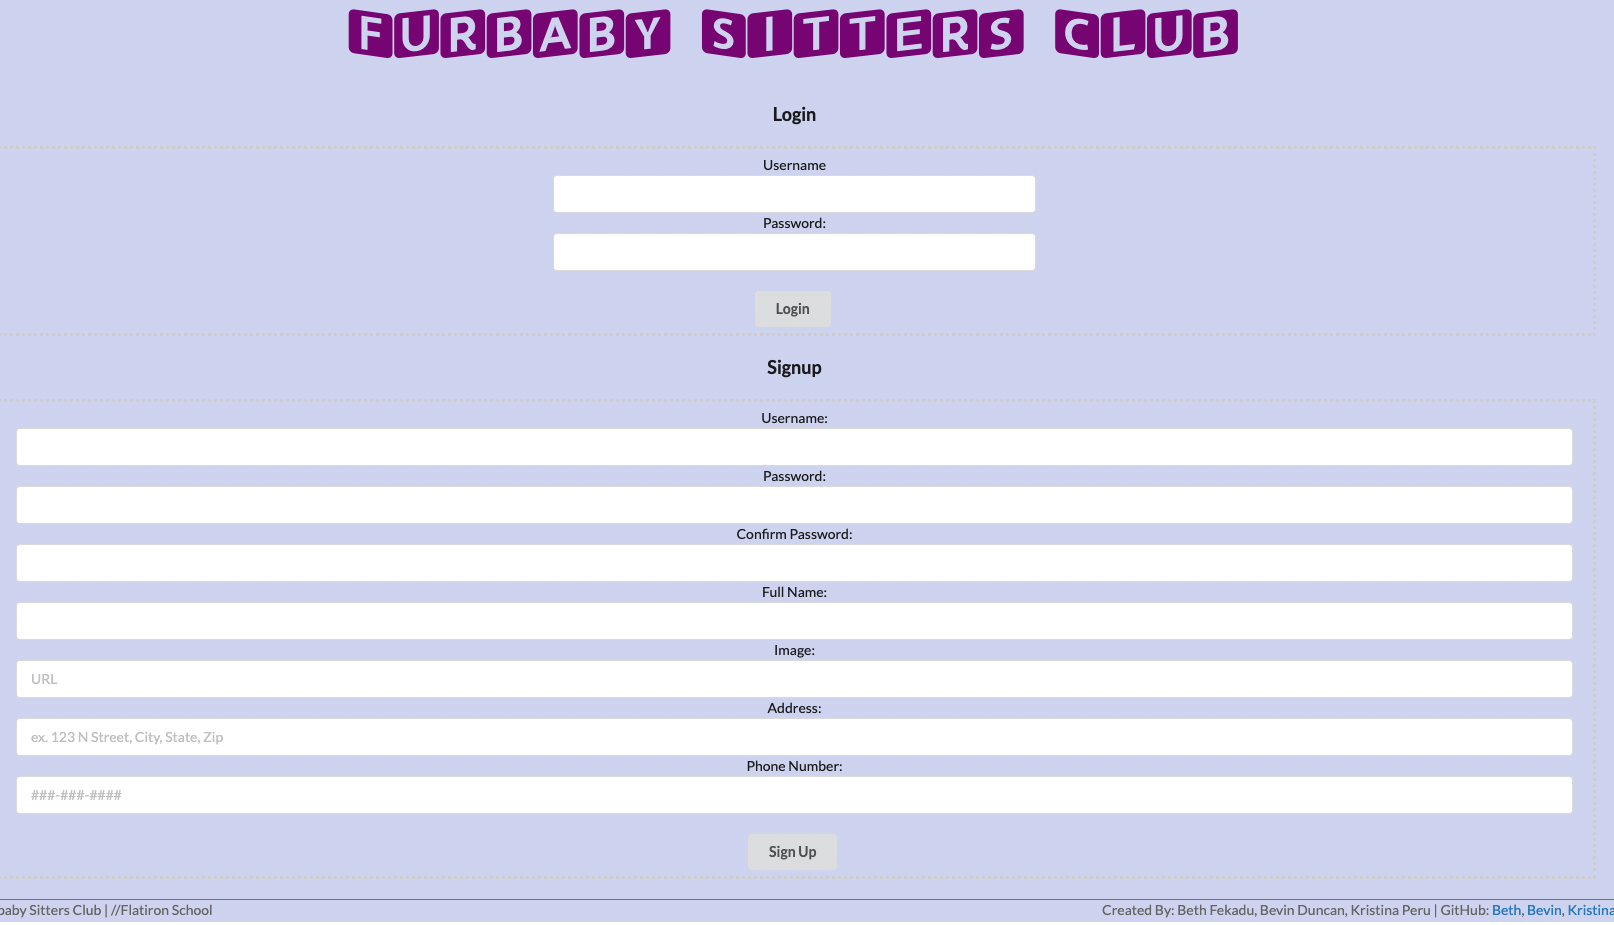 FURBABY SITTERS CLUB
Login
Username
Password:
Login
Signup
Username:
Password:
Confirm Password:
Full Name:
Image:
URL
Address:
ex. 123 N Street, City, State, Zip
Phone Number:
###-###-####
Sign Up
baby Sitters Club | //Flatiron School Created By: Beth Fekadu, Bevin Duncan, Kristina Peru | GitHub: Beth, Bevin, Kristina